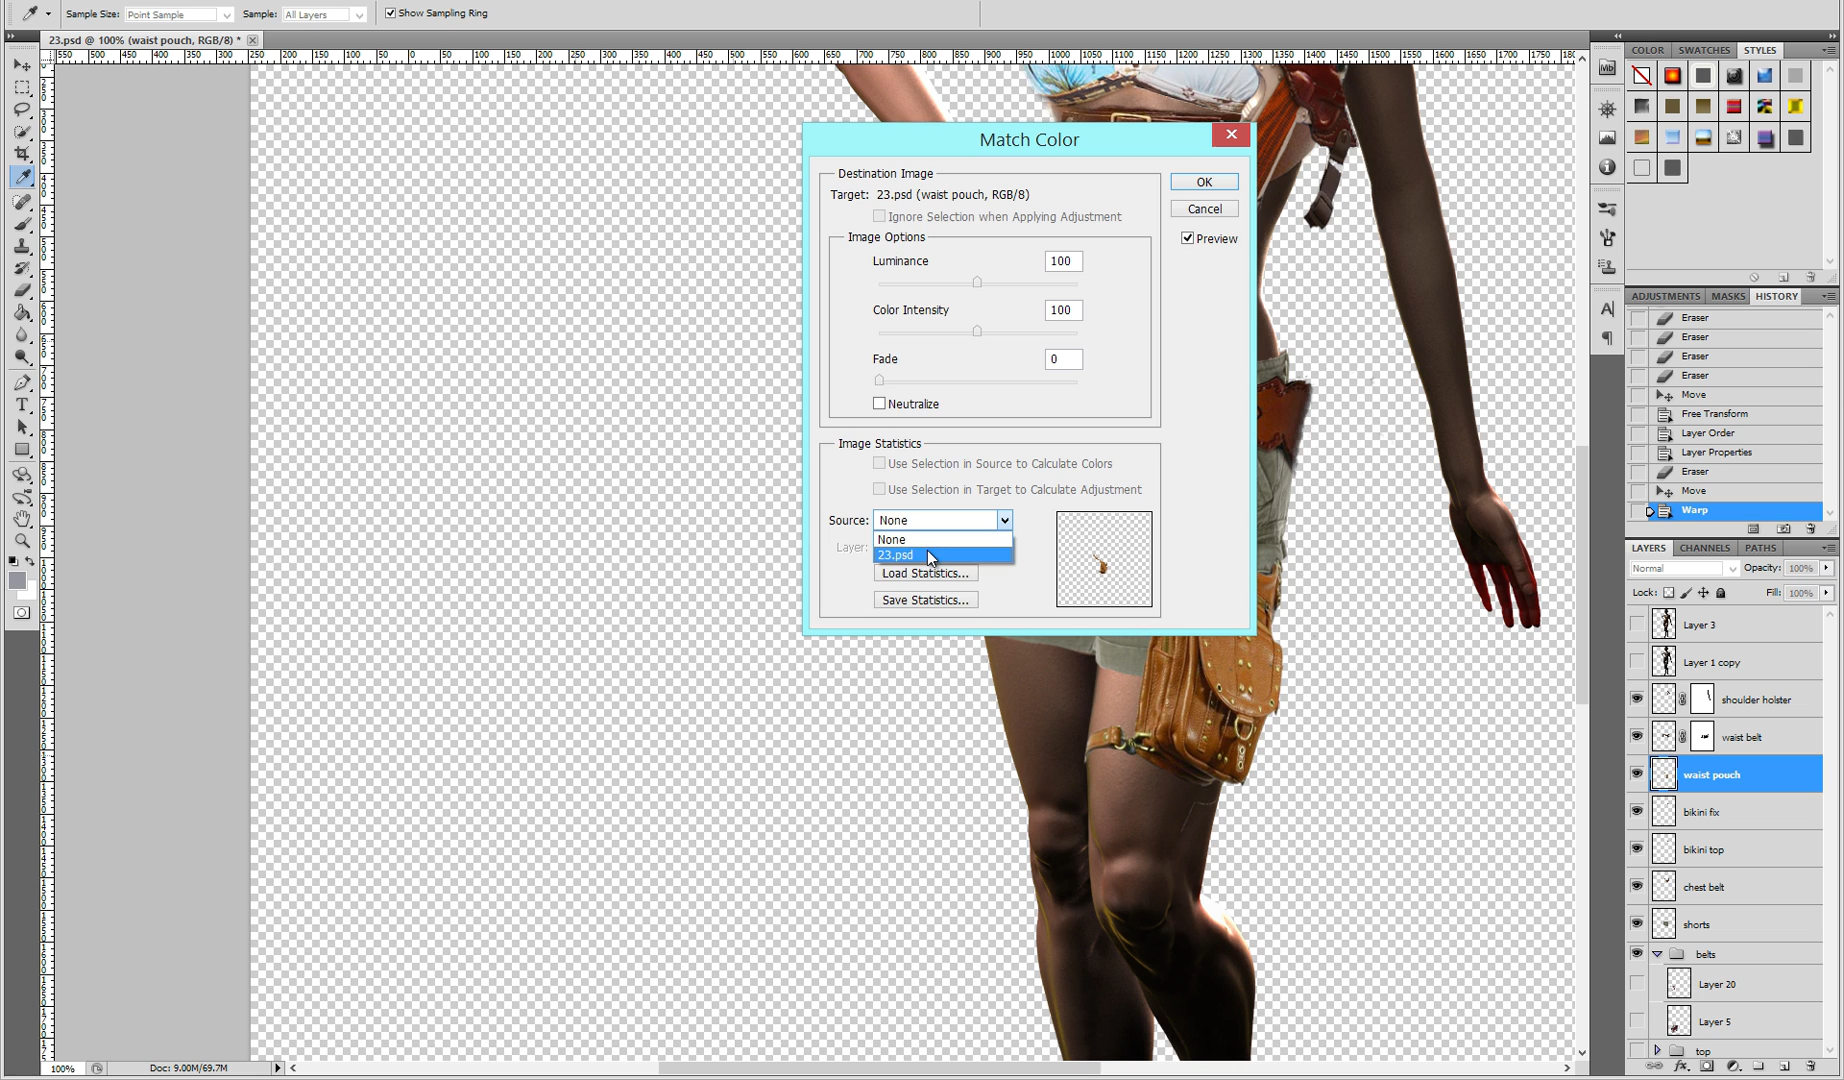 Sample Size: Point Sample Sample: All Layers Show Sampling Ring
23.psd @ 100% (waist pouch, RGB/8) *
COLOR SWATCHES STYLES
Mb
A
Match Color
Destination Image
Target: 23.psd (waist pouch, RGB/8)
Ignore Selection when Applying Adjustment
Image Options
Luminance 100
Color Intensity 100
Fade 0
Neutralize
OK
Cancel
Preview
Image Statistics
Use Selection in Source to Calculate Colors
Use Selection in Target to Calculate Adjustment
Source: None
None
23.psd
Layer:
Load Statistics...
Save Statistics...
ADJUSTMENTS MASKS HISTORY
Eraser
Eraser
Eraser
Eraser
Move
Free Transform
Layer Order
Layer Properties
Eraser
Move
Warp
LAYERS CHANNELS PATHS
Normal Opacity: 100%
Lock: Fill: 100%
Layer 3
Layer 1 copy
shoulder holster
waist belt
waist pouch
bikini fix
bikini top
chest belt
shorts
belts
Layer 20
Layer 5
top
100% Doc: 9.00M/69.7M